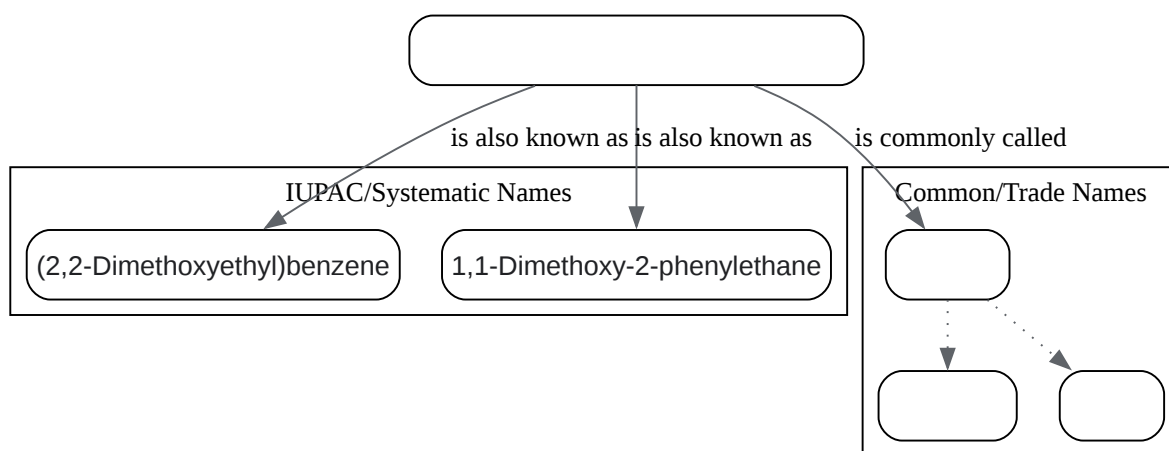 is also known as
is also known as
is commonly called
IUPAC/Systematic Names
Common/Trade Names
(2,2-Dimethoxyethyl)benzene
1,1-Dimethoxy-2-phenylethane